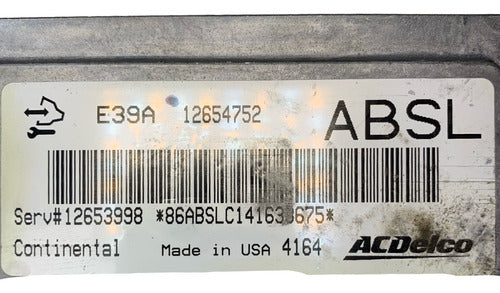 E39A 12654752 ABSL
Serv#12653998
Continental Made in USA 4164 ACDelco